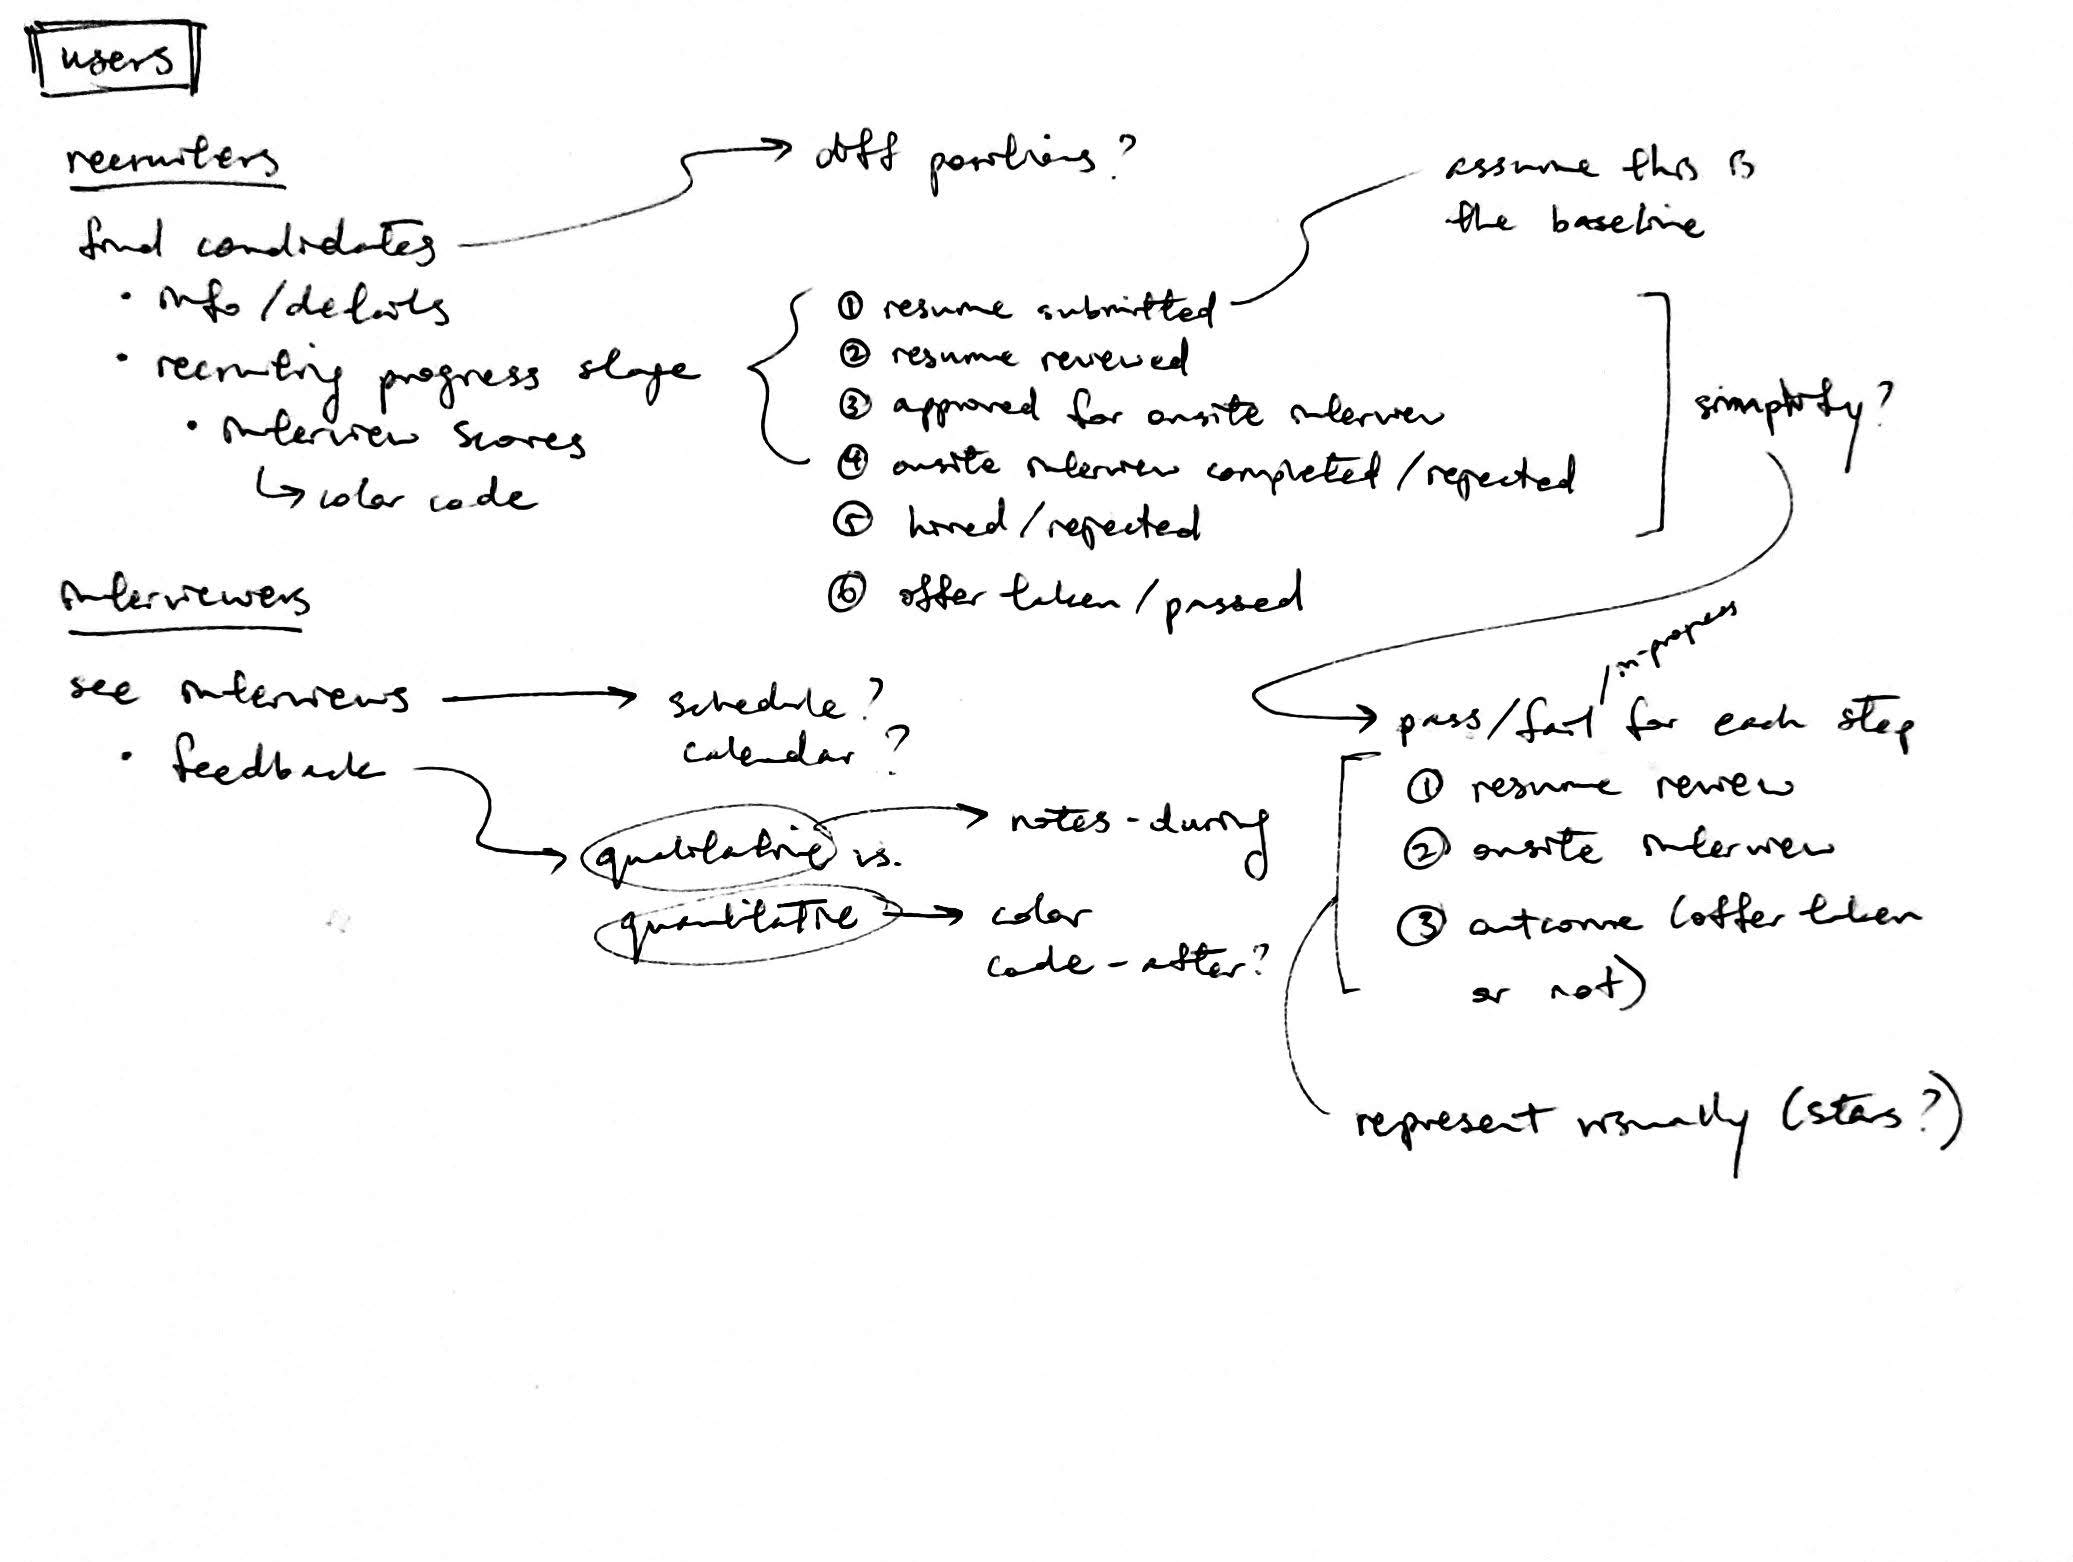 users
recruiters
diff positions?
assume this is
the baseline
find candidates
• info/details
• recruiting progress stage
• interview scores
↳ color code
① resume submitted
② resume reviewed
③ approved for onsite interview
④ onsite interview completed/rejected
⑤ hired/rejected
⑥ offer taken/passed
simplify?
interviewers
see interviews
schedule?
calendar?
• feedback
qualitative vs.
notes - during
quantitative
color
code - after?
pass/fail/in-progress for each step
① resume review
② onsite interview
③ outcome (offer taken
or not)
represent visually (stars?)